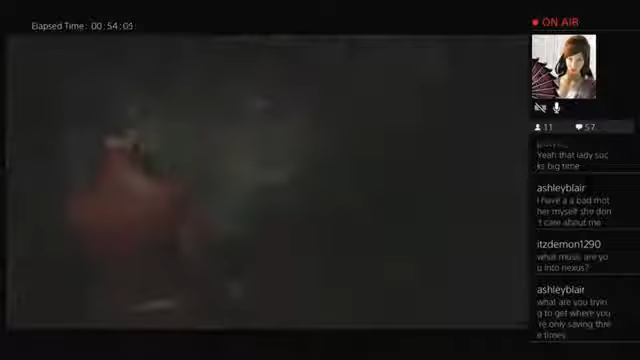 Elapsed Time: 00:54:05
ON AIR
11 57
Yeah that lady suc
ks big time
ashleyblair
I have a a bad mot
her myself she don
't care about me
itzdemon1290
what music are yo
u into nexus?
ashleyblair
what are you tryin
g to get where you
're only saving thre
e times